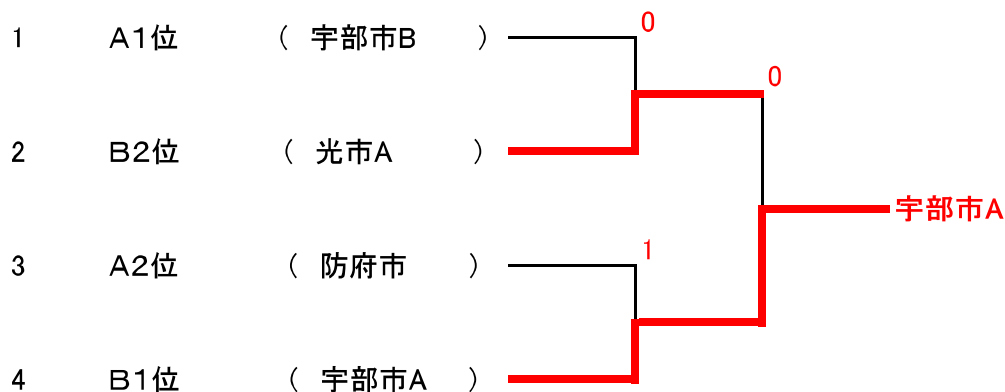 0
1 A1位 ( 宇部市B )
0
2 B2位 ( 光市A )
宇部市A
1
3 A2位 ( 防府市 )
4 B1位 ( 宇部市A )